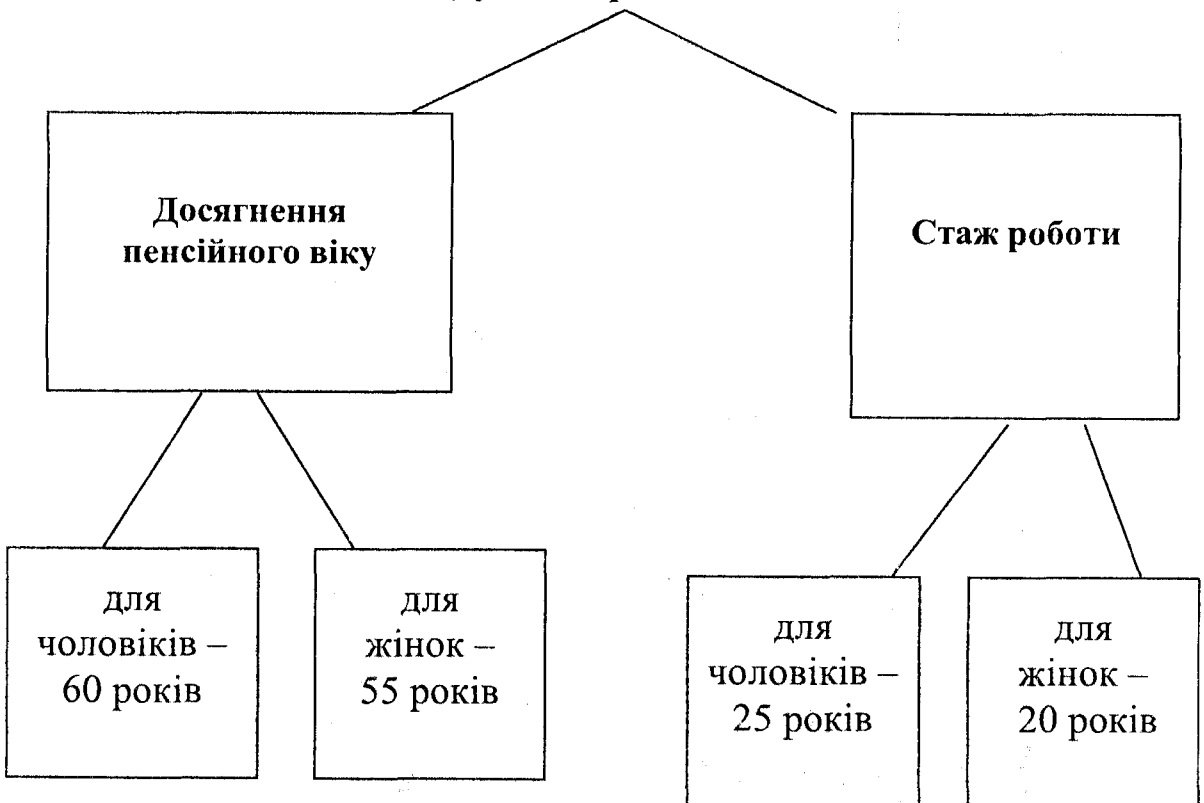 Досягнення
пенсійного віку
Стаж роботи
для
чоловіків –
60 років
для
жінок –
55 років
для
чоловіків –
25 років
для
жінок –
20 років